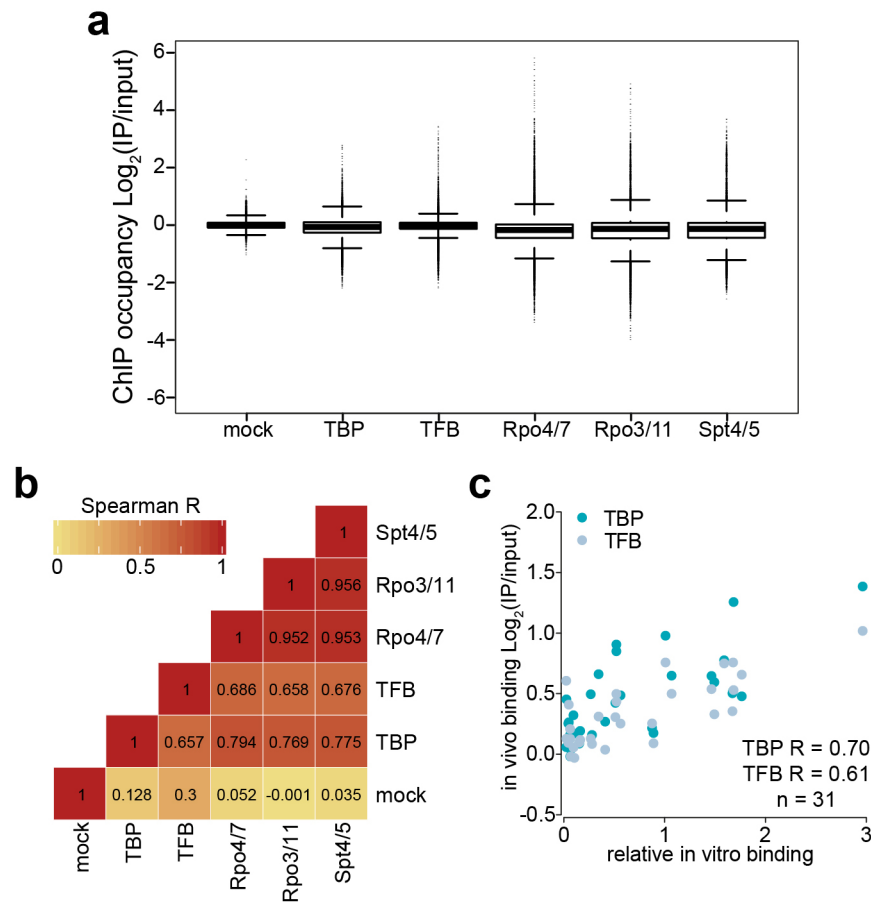 a
ChIP occupancy Log2(IP/input)
6
4
2
0
-2
-4
-6
mock TBP TFB Rpo4/7 Rpo3/11 Spt4/5
b
Spearman R
0 0.5 1
1 Spt4/5
1 0.956 Rpo3/11
1 0.952 0.953 Rpo4/7
1 0.686 0.658 0.676 TFB
1 0.657 0.794 0.769 0.775 TBP
1 0.128 0.3 0.052 -0.001 0.035 mock
mock TBP TFB Rpo4/7 Rpo3/11 Spt4/5
c
in vivo binding Log2(IP/input)
2.0
1.5
1.0
0.5
0.0
-0.5
TBP
TFB
TBP R = 0.70
TFB R = 0.61
n = 31
0 1 2 3
relative in vitro binding